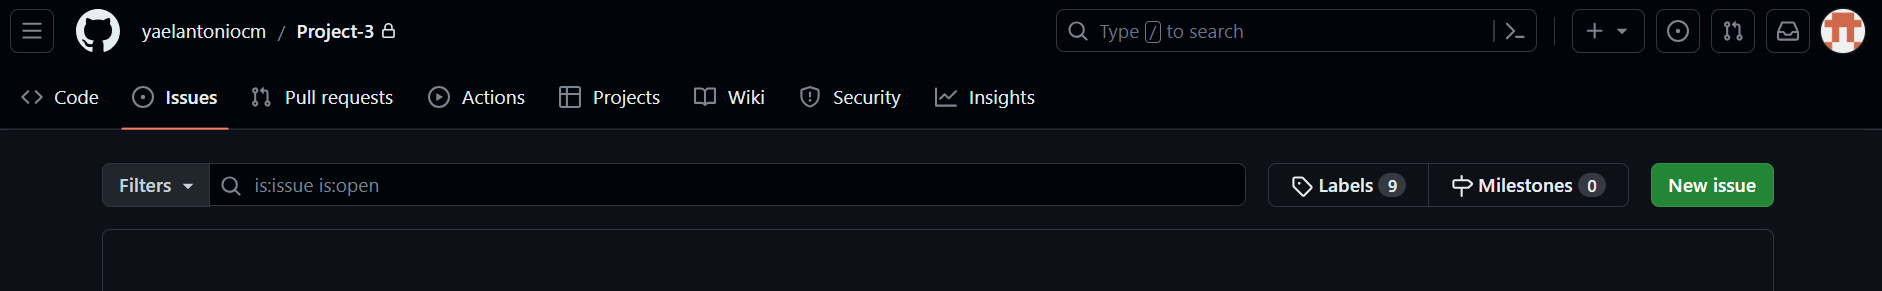 yaelantoniocm / Project-3 Type / to search
Code Issues Pull requests Actions Projects Wiki Security Insights
Filters is:issue is:open Labels 9 Milestones 0 New issue